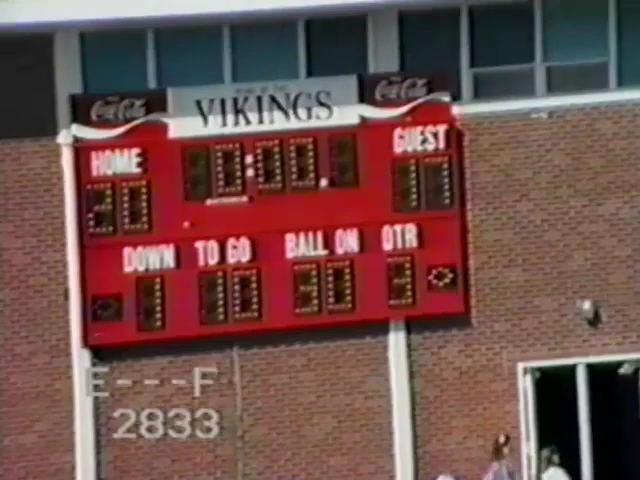 Coca-Cola VIKINGS Coca-Cola
HOME GUEST
DOWN TO GO BALL ON QTR
E---F
2833